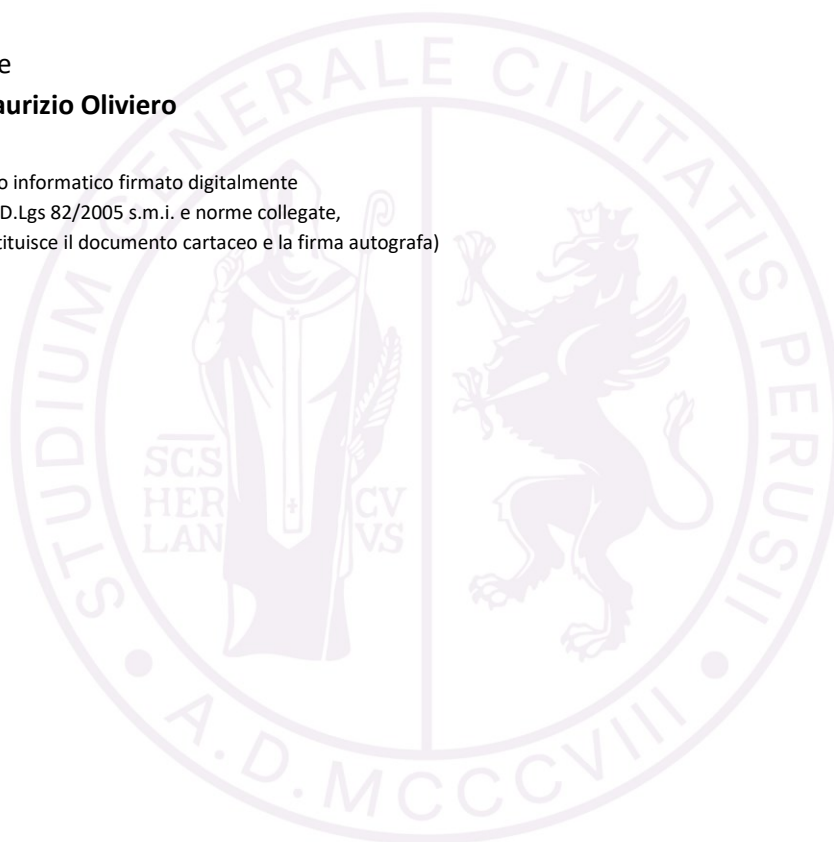 e
aurizio Oliviero
o informatico firmato digitalmente
D.Lgs 82/2005 s.m.i. e norme collegate,
tituisce il documento cartaceo e la firma autografa)
STUDIUM GENERALE CIVITATIS PERUSII
SCS
HER
LAN
CV
VS
A.D. MCCCVIII